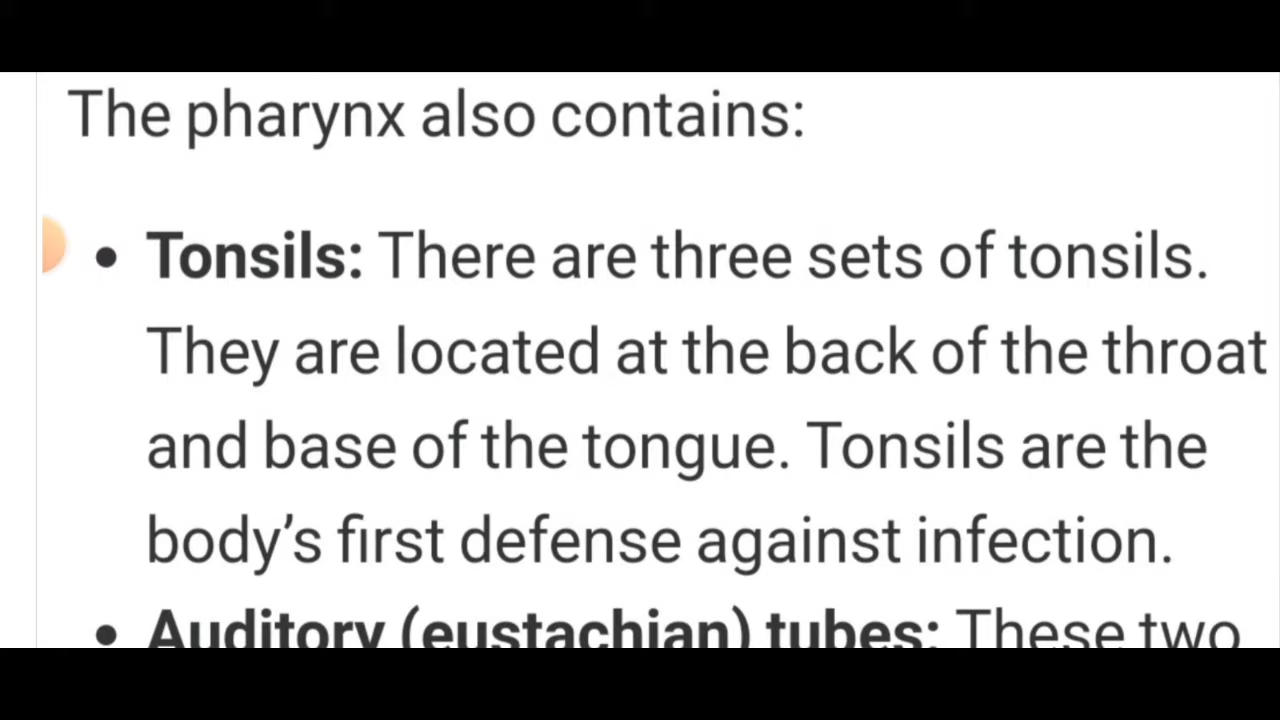 The pharynx also contains:
• Tonsils: There are three sets of tonsils.
They are located at the back of the throat
and base of the tongue. Tonsils are the
body’s first defense against infection.
• Auditory (eustachian) tubes: These two